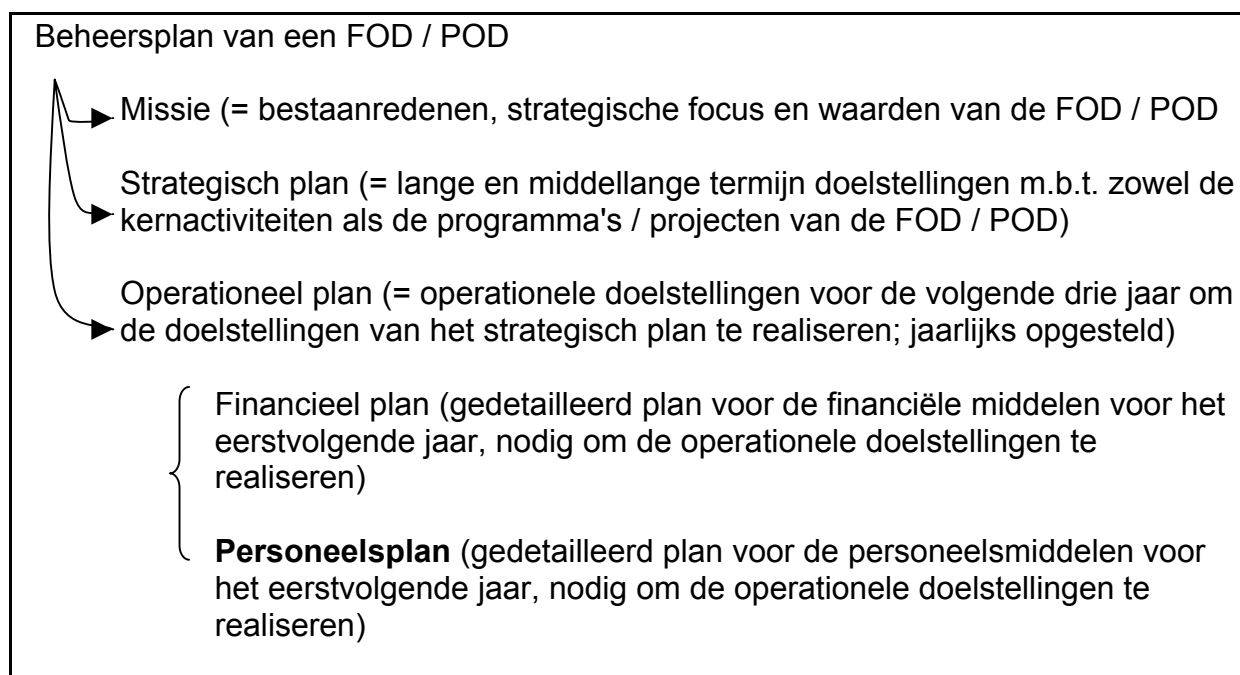 Beheersplan van een FOD / POD
Missie (= bestaanredenen, strategische focus en waarden van de FOD / POD
Strategisch plan (= lange en middellange termijn doelstellingen m.b.t. zowel de
kernactiviteiten als de programma's / projecten van de FOD / POD)
Operationeel plan (= operationele doelstellingen voor de volgende drie jaar om
de doelstellingen van het strategisch plan te realiseren; jaarlijks opgesteld)
Financieel plan (gedetailleerd plan voor de financiële middelen voor het
eerstvolgende jaar, nodig om de operationele doelstellingen te
realiseren)
Personeelsplan (gedetailleerd plan voor de personeelsmiddelen voor
het eerstvolgende jaar, nodig om de operationele doelstellingen te
realiseren)